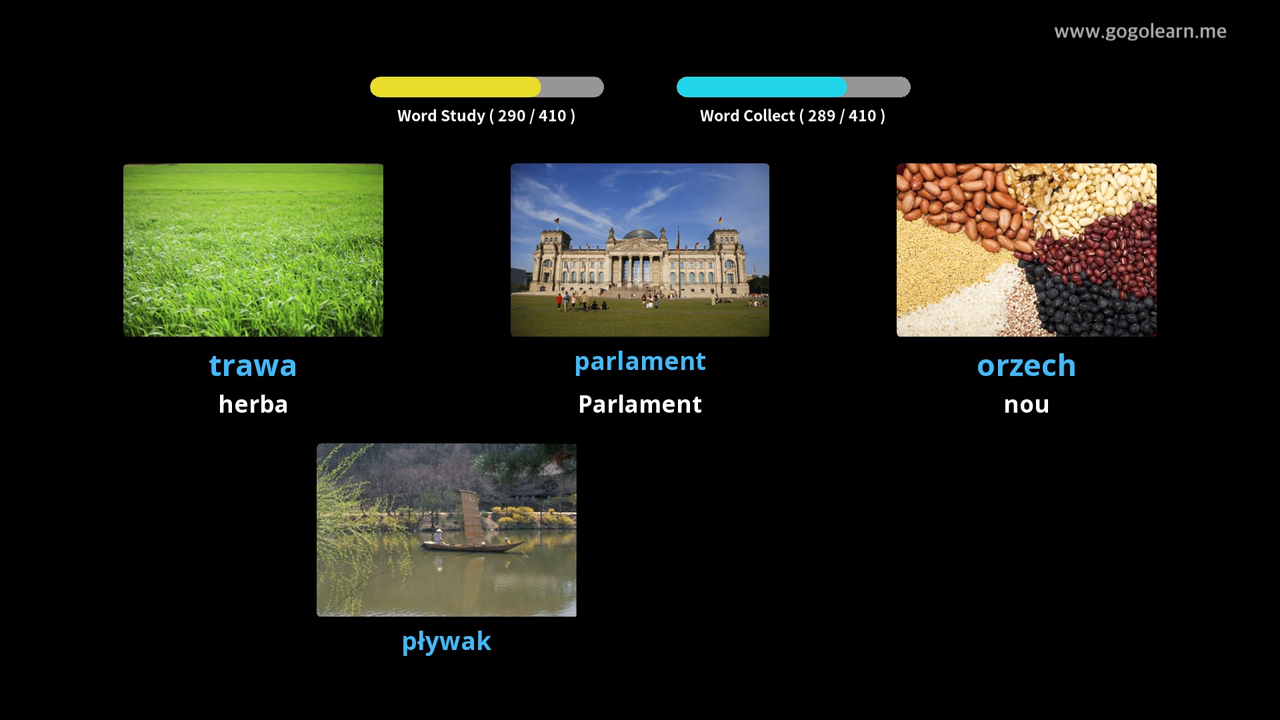 www.gogolearn.me
Word Study ( 290 / 410 )
Word Collect ( 289 / 410 )
trawa
herba
parlament
Parlament
orzech
nou
pływak